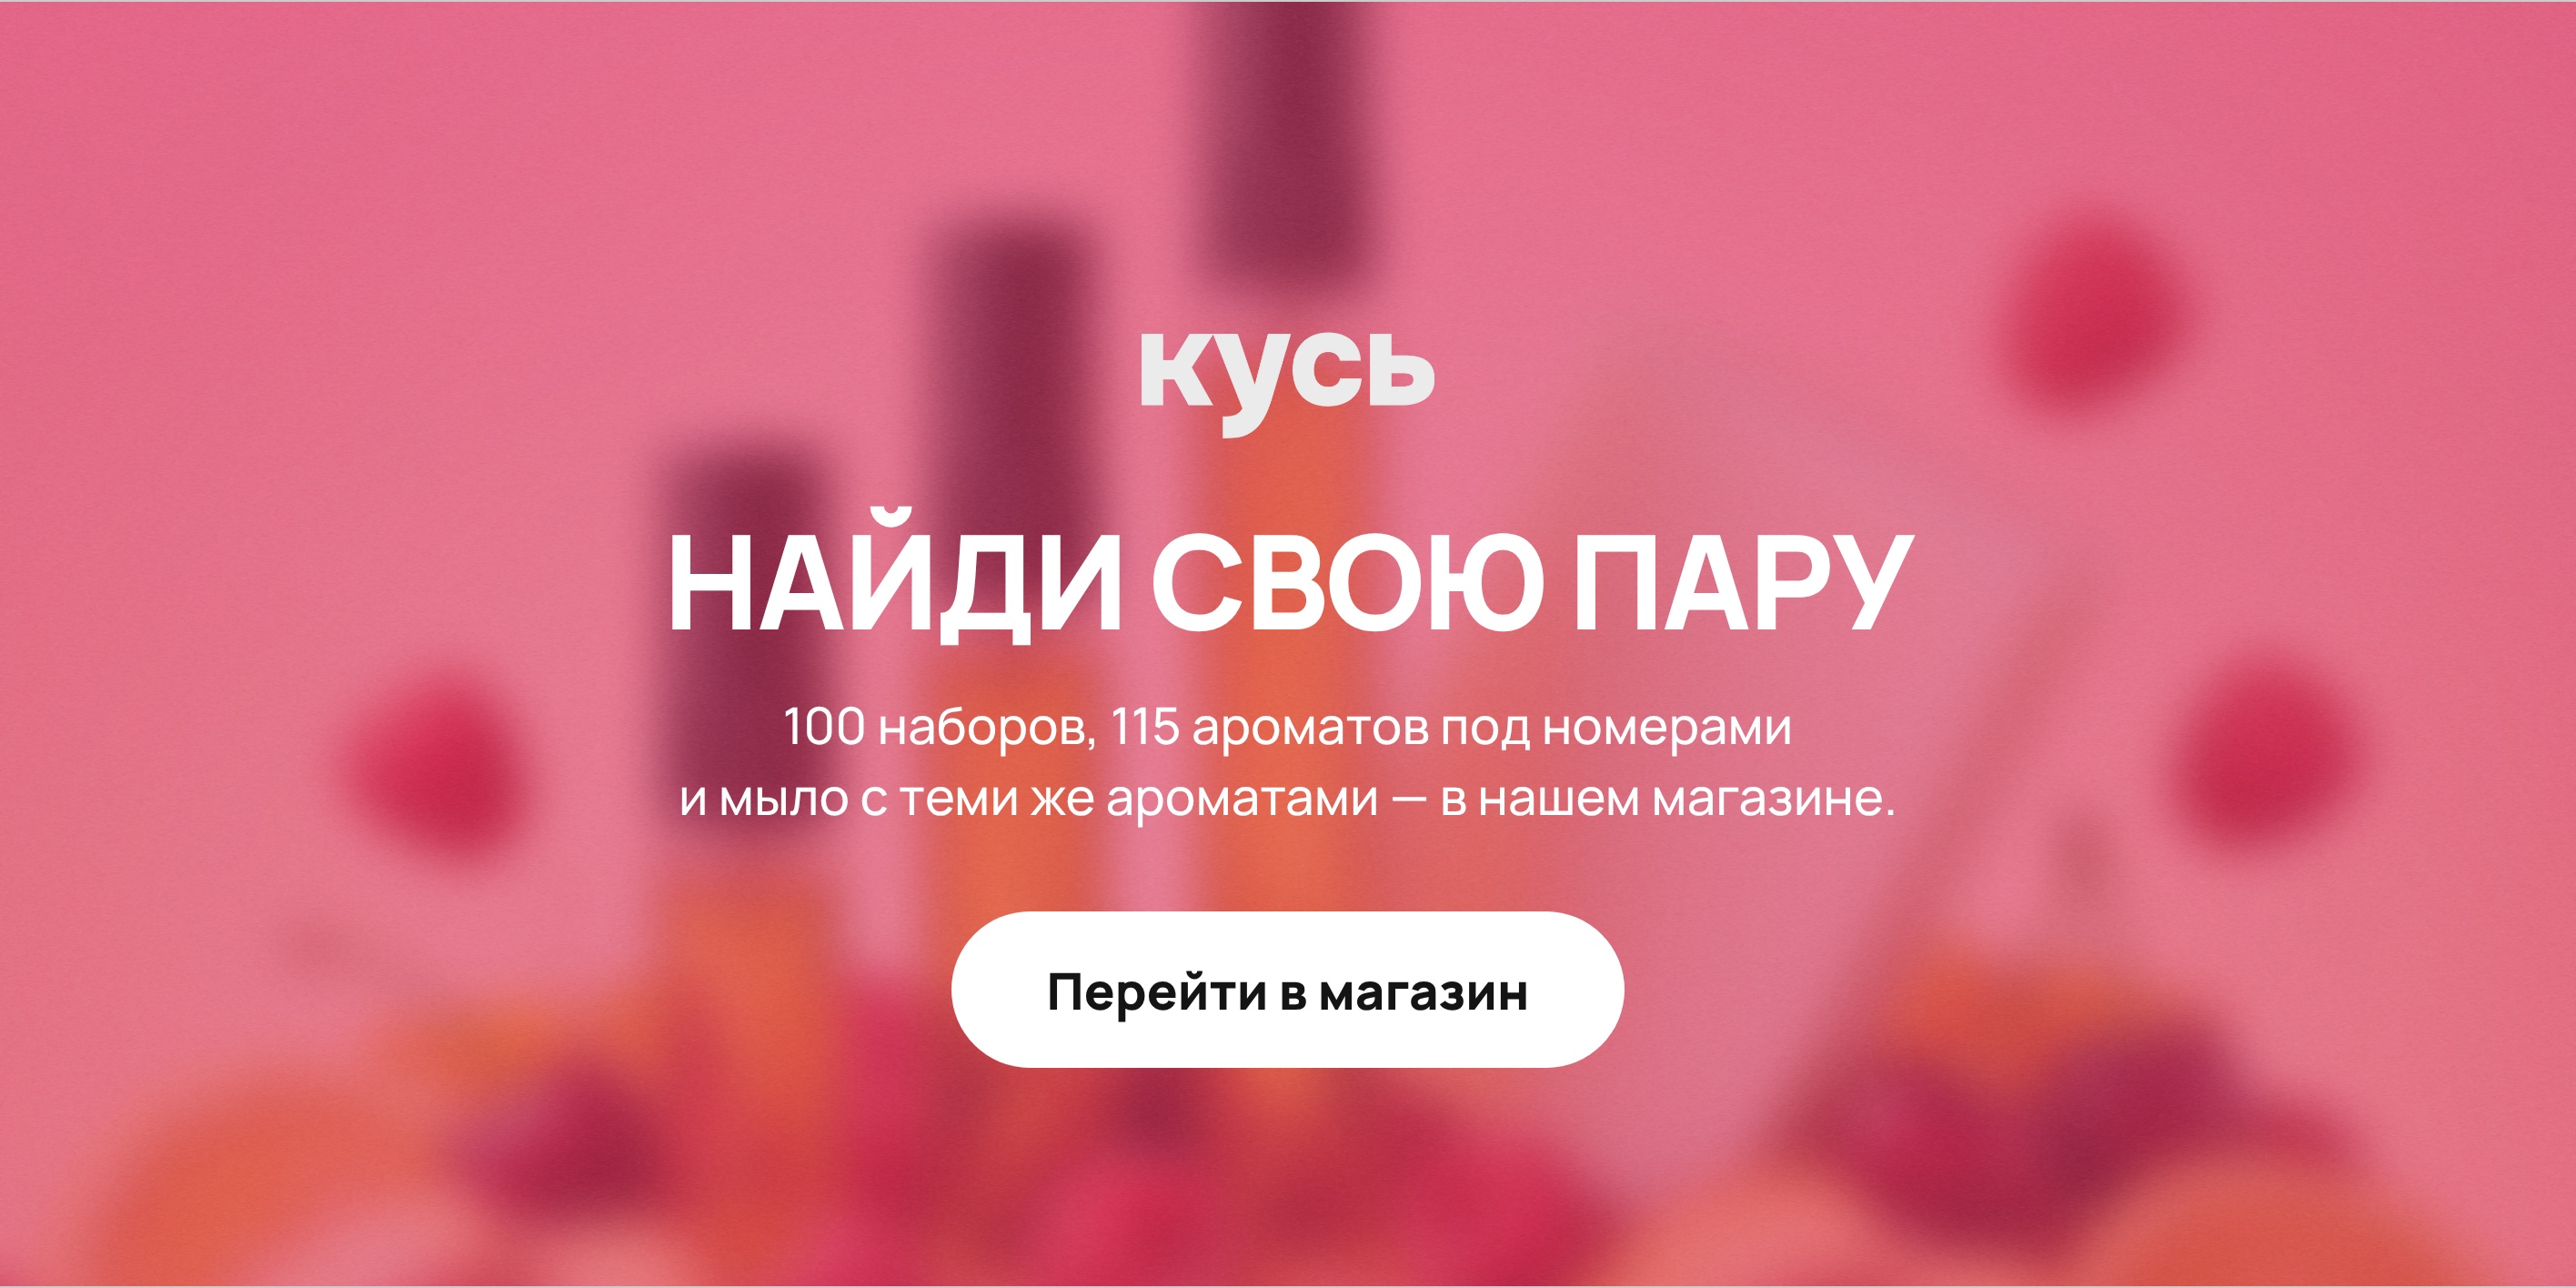 кусь
НАЙДИ СВОЮ ПАРУ
100 наборов, 115 ароматов под номерами
и мыло с теми же ароматами — в нашем магазине.
Перейти в магазин